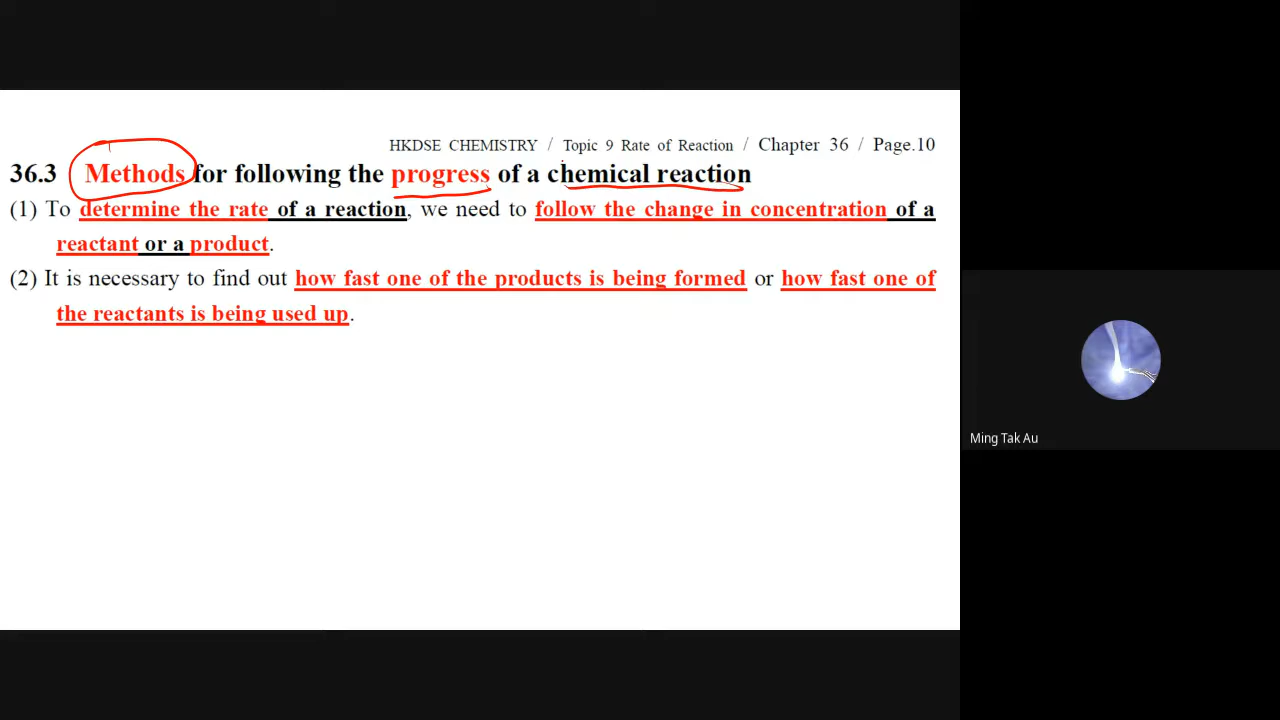 HKDSE CHEMISTRY / Topic 9 Rate of Reaction / Chapter 36 / Page.10
36.3 Methods for following the progress of a chemical reaction
(1) To determine the rate of a reaction, we need to follow the change in concentration of a
reactant or a product.
(2) It is necessary to find out how fast one of the products is being formed or how fast one of
the reactants is being used up.
Ming Tak Au